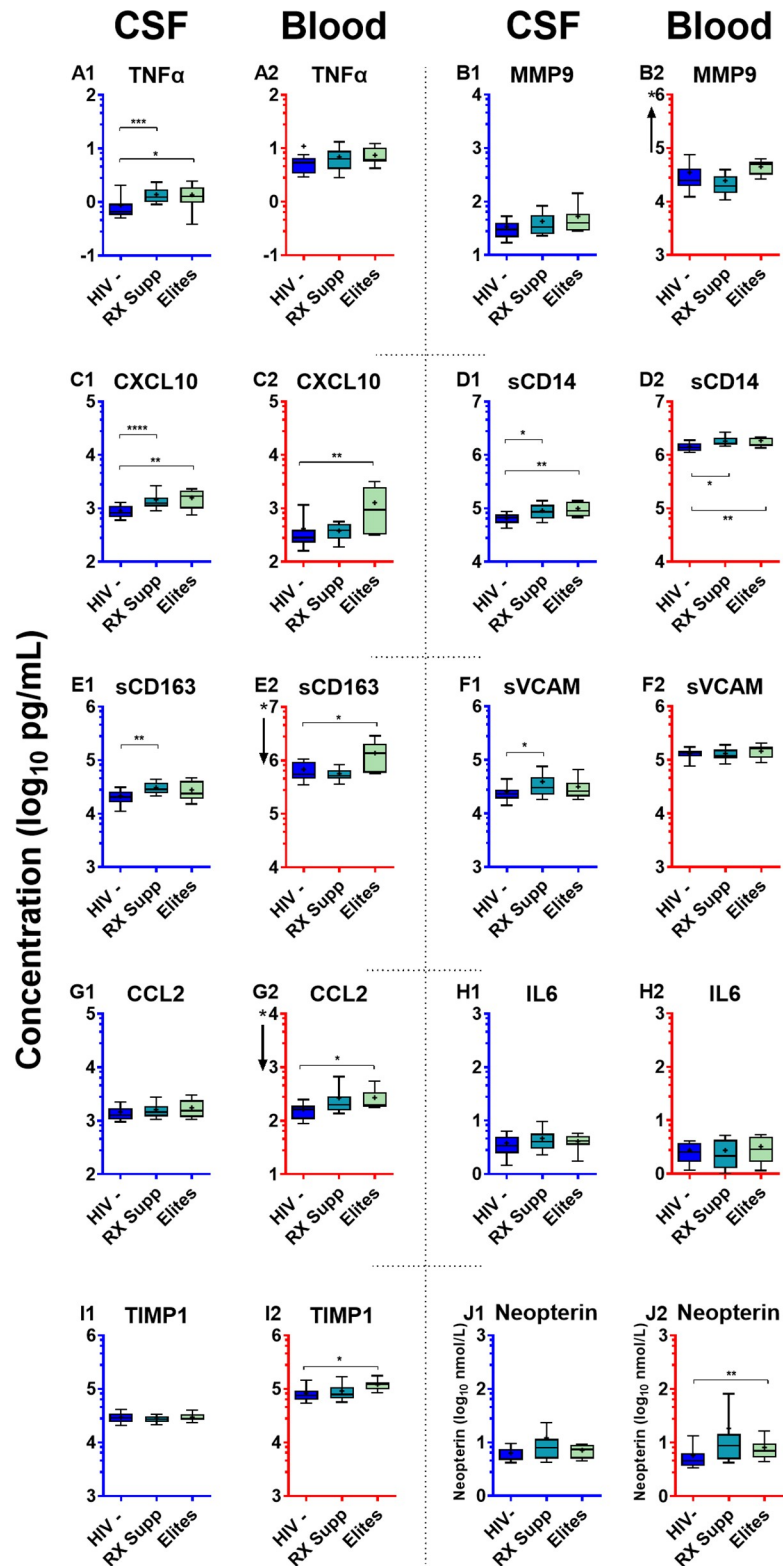 CSF Blood CSF Blood
A1 TNFα A2 TNFα B1 MMP9 B2 MMP9
2 2 4 *6
*** * +
1 1 3 5
0 0 2 4
-1 -1 1 3
HIV - RX Supp Elites HIV - RX Supp Elites HIV - RX Supp Elites HIV - RX Supp Elites
C1 CXCL10 C2 CXCL10 D1 sCD14 D2 sCD14
5 5 7 7
4 4 6 6
**** ** ** * ** * **
3 3 5 5
2 2 4 4
HIV - RX Supp Elites HIV - RX Supp Elites HIV - RX Supp Elites HIV - RX Supp Elites
Concentration (log10 pg/mL)
E1 sCD163 E2 sCD163 F1 sVCAM F2 sVCAM
6 *7 6 6
** * *
5 6 5 5
4 5 4 4
3 4 3 3
HIV - RX Supp Elites HIV - RX Supp Elites HIV - RX Supp Elites HIV - RX Supp Elites
G1 CCL2 G2 CCL2 H1 IL6 H2 IL6
5 *4 3 3
4 3 2 2
*
3 2 1 1
2 1 0 0
HIV - RX Supp Elites HIV - RX Supp Elites HIV - RX Supp Elites HIV - RX Supp Elites
I1 TIMP1 I2 TIMP1 J1 Neopterin J2 Neopterin
Neopterin (log10 nmol/L) Neopterin (log10 nmol/L)
6 6 3 3
* **
5 5 2 2
4 4 1 1
3 3 0 0
HIV - RX Supp Elites HIV - RX Supp Elites HIV - RX Supp Elites HIV - RX Supp Elites